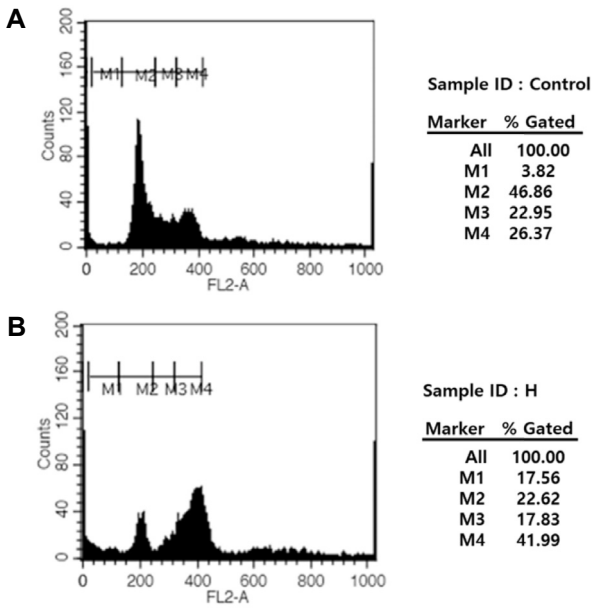 A
200
160
120
80
40
0
Counts
M1 M2 M3 M4
0 200 400 600 800 1000
FL2-A
Sample ID : Control
Marker % Gated
All 100.00
M1 3.82
M2 46.86
M3 22.95
M4 26.37
B
200
160
120
80
40
0
Counts
M1 M2 M3 M4
0 200 400 600 800 1000
FL2-A
Sample ID : H
Marker % Gated
All 100.00
M1 17.56
M2 22.62
M3 17.83
M4 41.99